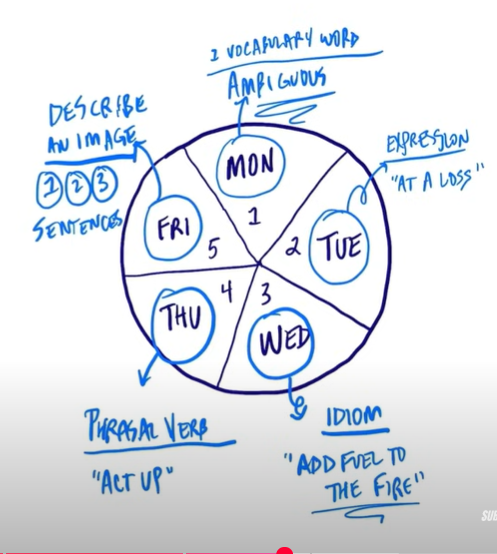 1 VOCABULARY WORD
AMBIGUOUS
DESCRIBE
AN IMAGE
1 2 3
SENTENCES
EXPRESSION
"AT A LOSS"
MON
1
TUE
2
WED
3
THU
4
FRI
5
PHRASAL VERB
"ACT UP"
IDIOM
"ADD FUEL TO
THE FIRE"
SUB